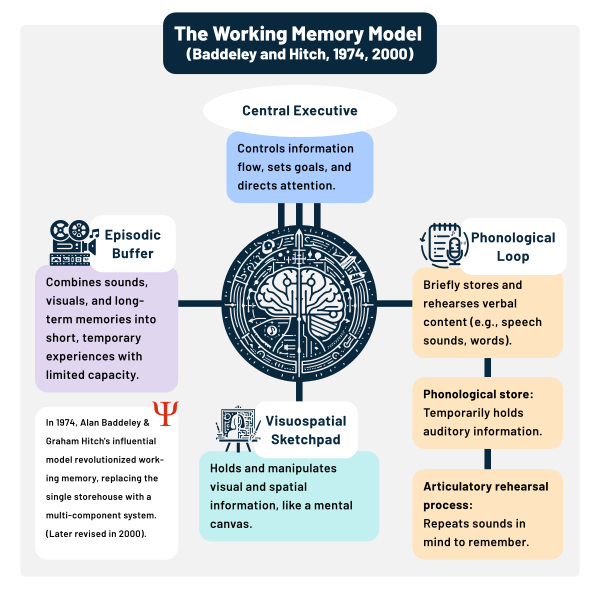 The Working Memory Model
(Baddeley and Hitch, 1974, 2000)
Central Executive
Controls information
flow, sets goals, and
directs attention.
Episodic
Buffer
Combines sounds,
visuals, and long-
term memories into
short, temporary
experiences with
limited capacity.
Phonological
Loop
Briefly stores and
rehearses verbal
content (e.g., speech
sounds, words).
Phonological store:
Temporarily holds
auditory information.
Articulatory rehearsal
process:
Repeats sounds in
mind to remember.
Visuospatial
Sketchpad
Holds and manipulates
visual and spatial
information, like a mental
canvas.
Ψ
In 1974, Alan Baddeley &
Graham Hitch's influential
model revolutionized work-
ing memory, replacing the
single storehouse with a
multi-component system.
(Later revised in 2000).